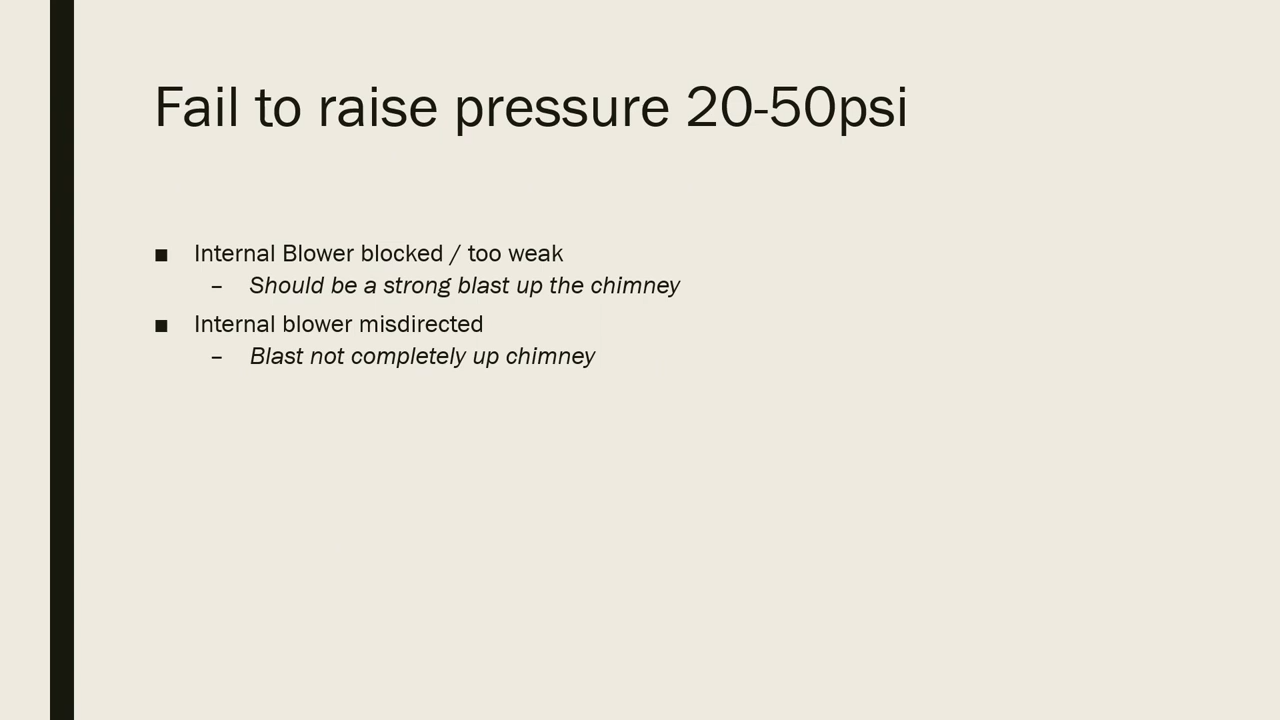 Fail to raise pressure 20-50psi
■ Internal Blower blocked / too weak
– Should be a strong blast up the chimney
■ Internal blower misdirected
– Blast not completely up chimney